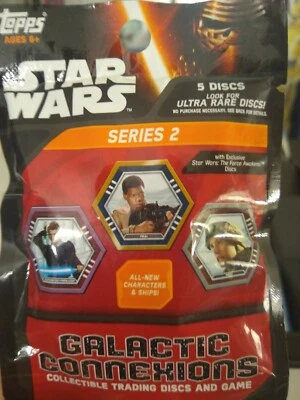 Topps
AGES 6+
STAR
WARS™
5 DISCS
LOOK FOR
ULTRA RARE DISCS!
NO PURCHASE NECESSARY. SEE BACK FOR DETAILS.
SERIES 2
with Exclusive
Star Wars: The Force Awakens™
Discs
ALL-NEW
CHARACTERS
& SHIPS!
GALACTIC
CONNEXIONS
COLLECTIBLE TRADING DISCS AND GAME